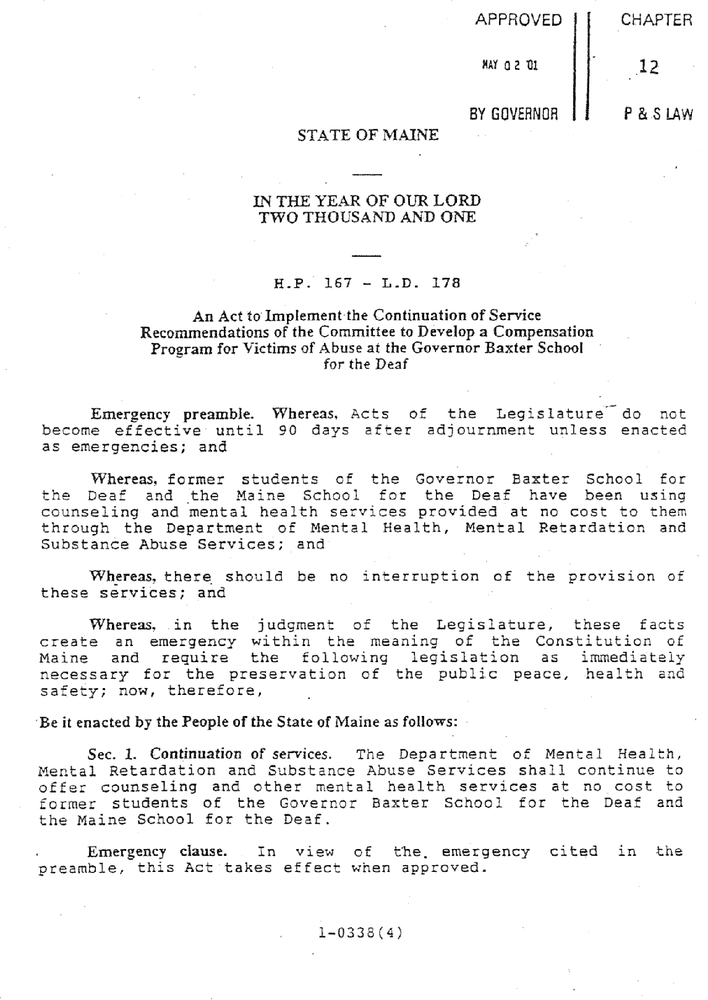 APPROVED CHAPTER
MAY 02 '01 12
BY GOVERNOR P & S LAW
STATE OF MAINE
IN THE YEAR OF OUR LORD
TWO THOUSAND AND ONE
H.P. 167 - L.D. 178
An Act to Implement the Continuation of Service
Recommendations of the Committee to Develop a Compensation
Program for Victims of Abuse at the Governor Baxter School
for the Deaf
Emergency preamble. Whereas, Acts of the Legislature do not
become effective until 90 days after adjournment unless enacted
as emergencies; and
Whereas, former students of the Governor Baxter School for
the Deaf and the Maine School for the Deaf have been using
counseling and mental health services provided at no cost to them
through the Department of Mental Health, Mental Retardation and
Substance Abuse Services; and
Whereas, there should be no interruption of the provision of
these services; and
Whereas, in the judgment of the Legislature, these facts
create an emergency within the meaning of the Constitution of
Maine and require the following legislation as immediately
necessary for the preservation of the public peace, health and
safety; now, therefore,
Be it enacted by the People of the State of Maine as follows:
Sec. 1. Continuation of services. The Department of Mental Health,
Mental Retardation and Substance Abuse Services shall continue to
offer counseling and other mental health services at no cost to
former students of the Governor Baxter School for the Deaf and
the Maine School for the Deaf.
Emergency clause. In view of the emergency cited in the
preamble, this Act takes effect when approved.
1-0338(4)